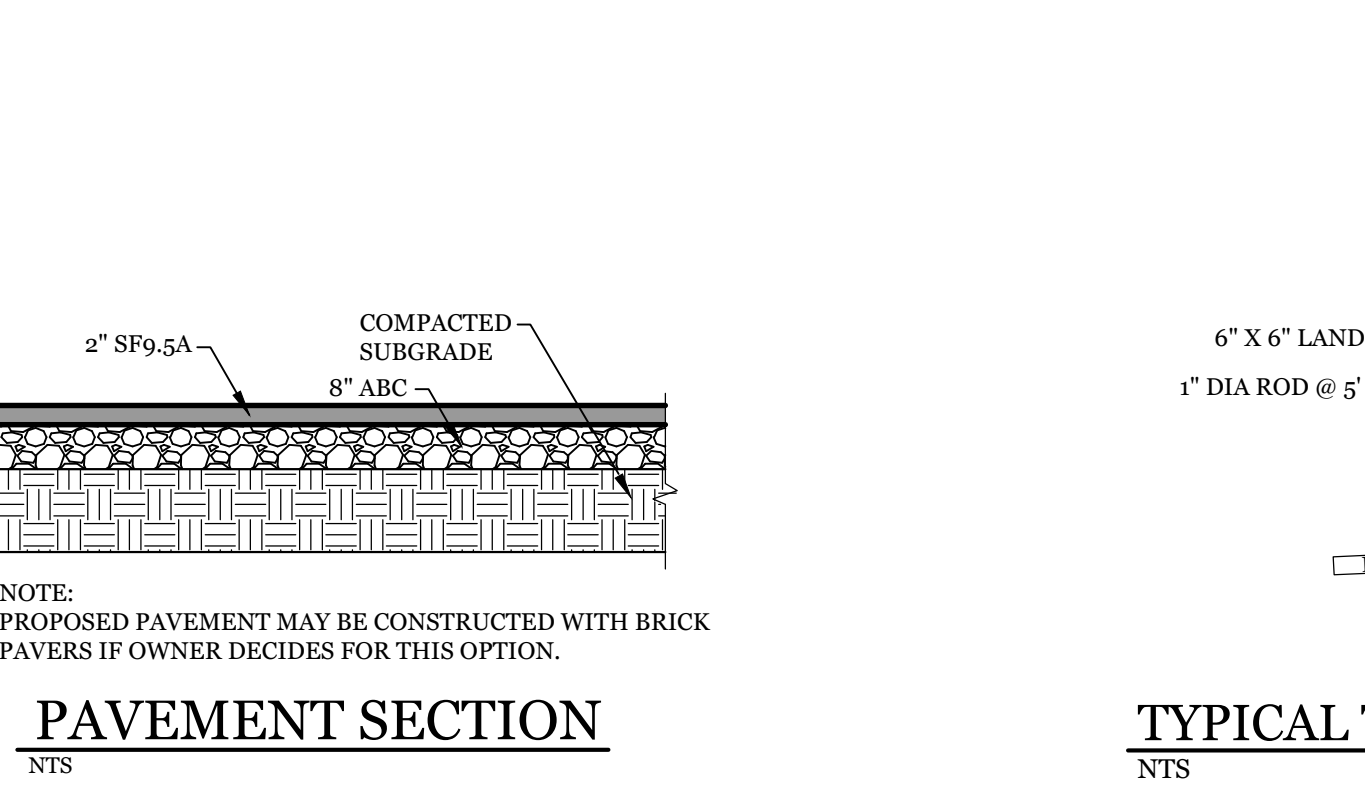 COMPACTED
SUBGRADE
2" SF9.5A
8" ABC
NOTE:
PROPOSED PAVEMENT MAY BE CONSTRUCTED WITH BRICK
PAVERS IF OWNER DECIDES FOR THIS OPTION.
PAVEMENT SECTION
NTS
6" X 6" LAND
1" DIA ROD @ 5'
TYPICAL
NTS